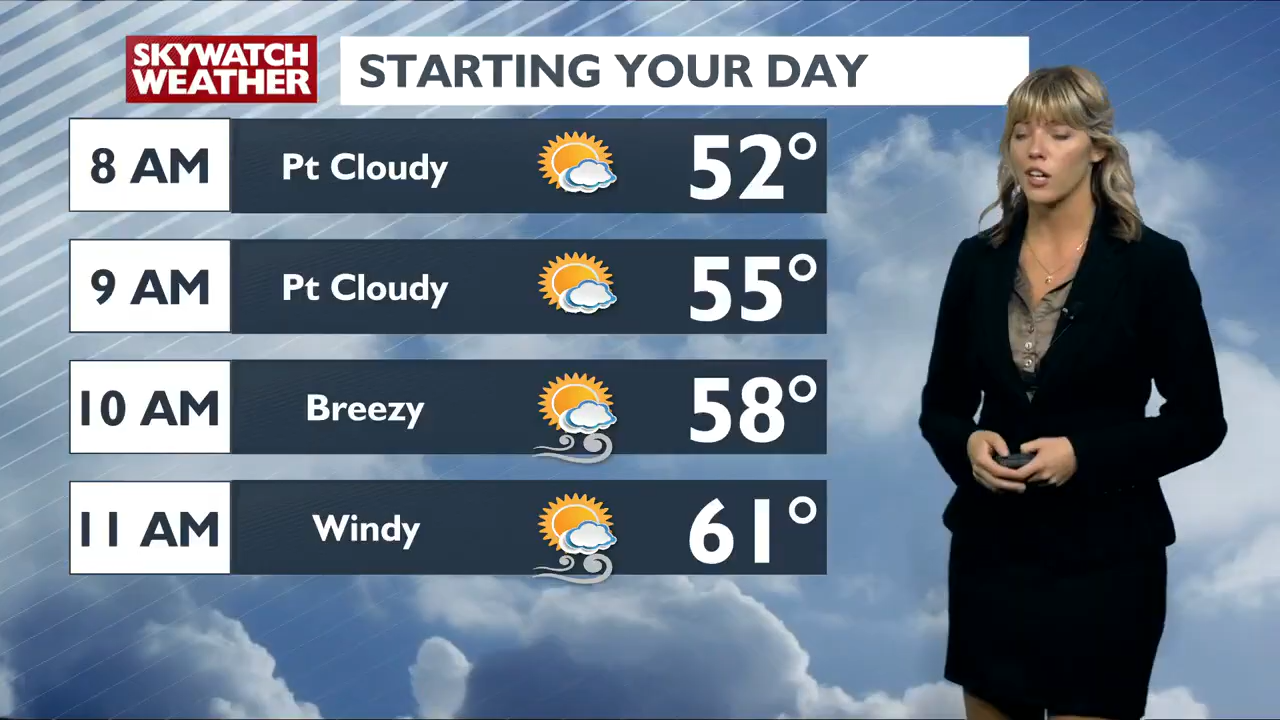 SKYWATCH
WEATHER
STARTING YOUR DAY
8 AM Pt Cloudy 52°
9 AM Pt Cloudy 55°
10 AM Breezy 58°
11 AM Windy 61°